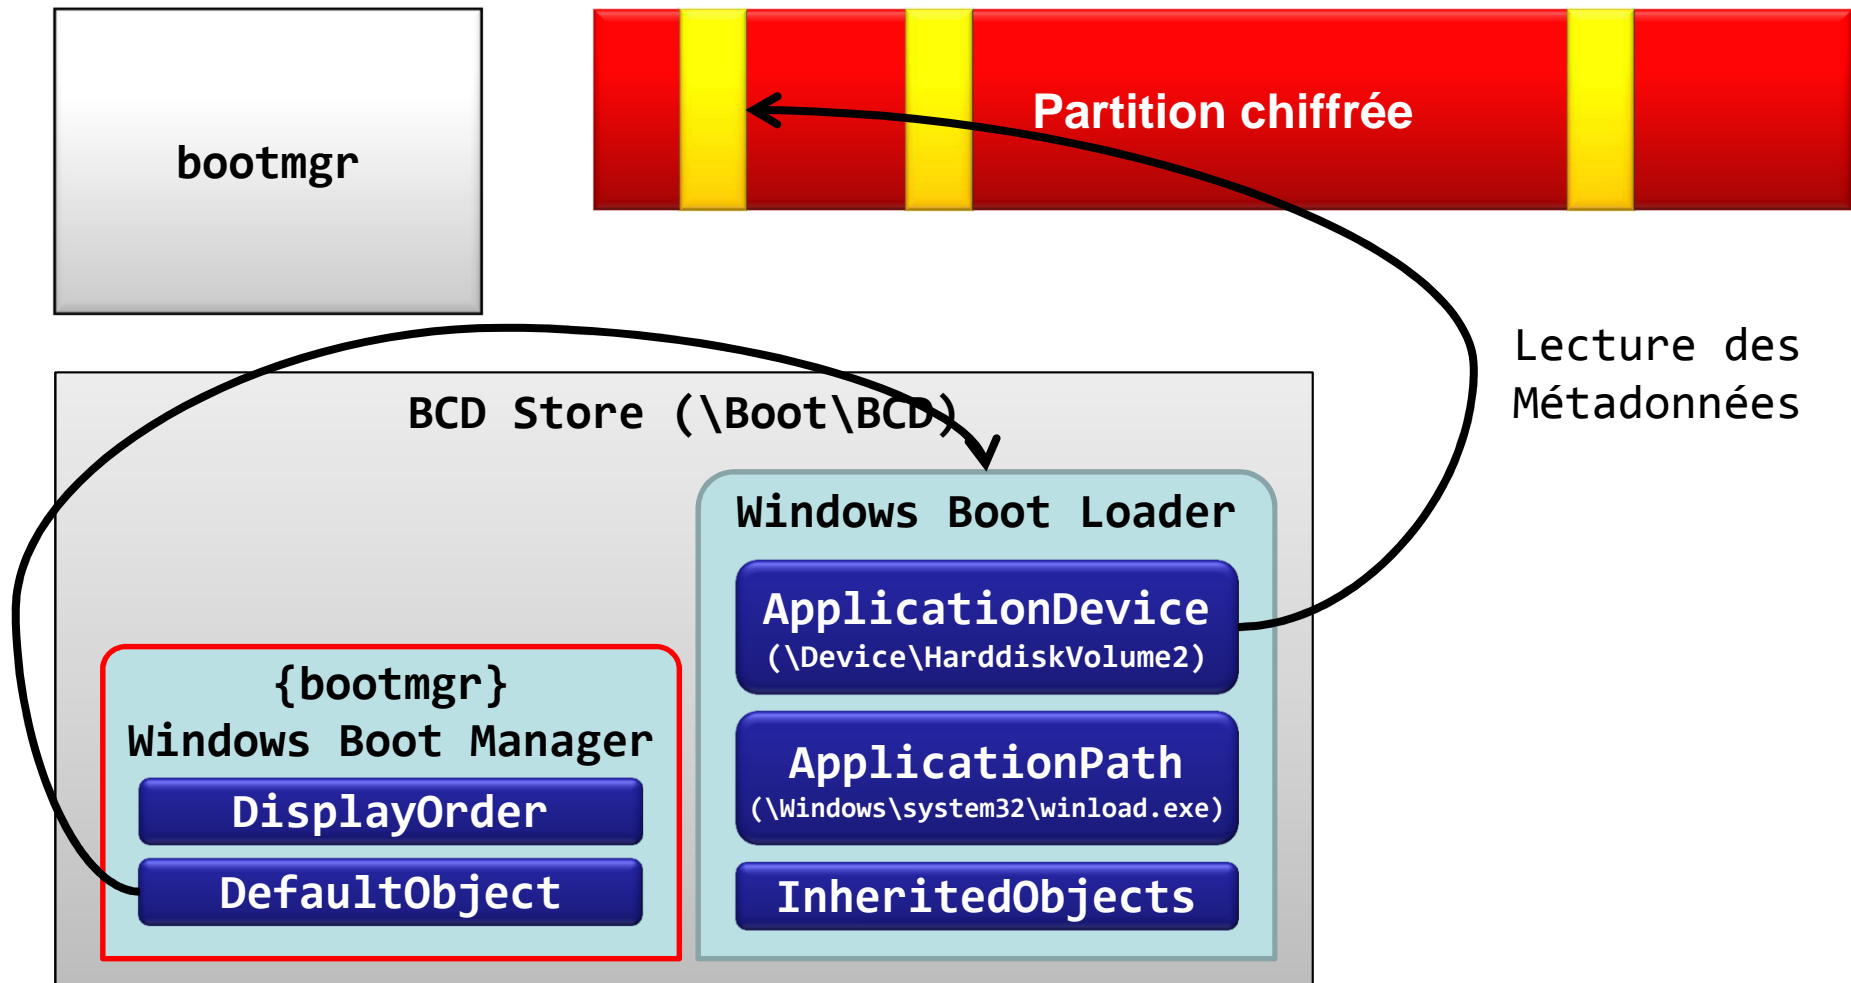 bootmgr
Partition chiffrée
Lecture des
Métadonnées
BCD Store (\Boot\BCD)
Windows Boot Loader
ApplicationDevice
(\Device\HarddiskVolume2)
ApplicationPath
(\Windows\system32\winload.exe)
InheritedObjects
{bootmgr}
Windows Boot Manager
DisplayOrder
DefaultObject